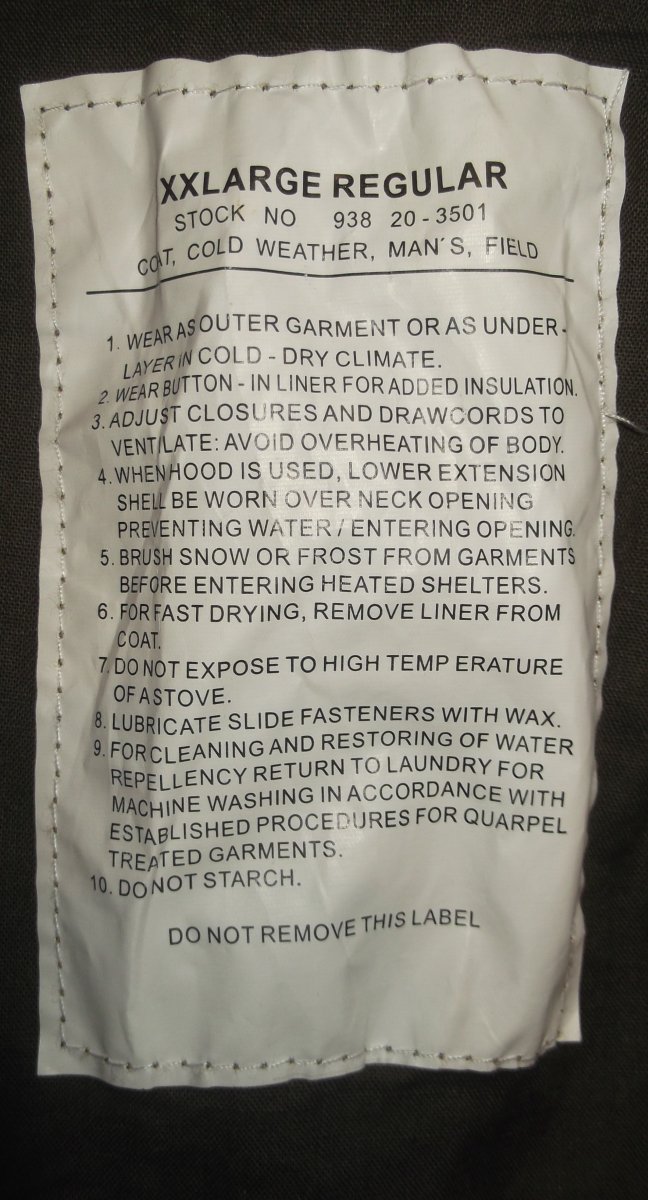 XXLARGE REGULAR
STOCK NO 938 20-3501
COAT, COLD WEATHER, MAN'S, FIELD
1. WEAR AS OUTER GARMENT OR AS UNDER-
LAYER IN COLD - DRY CLIMATE.
2. WEAR BUTTON - IN LINER FOR ADDED INSULATION.
3. ADJUST CLOSURES AND DRAWCORDS TO
VENTILATE: AVOID OVERHEATING OF BODY.
4. WHEN HOOD IS USED, LOWER EXTENSION
SHELL BE WORN OVER NECK OPENING
PREVENTING WATER / ENTERING OPENING.
5. BRUSH SNOW OR FROST FROM GARMENTS
BEFORE ENTERING HEATED SHELTERS.
6. FOR FAST DRYING, REMOVE LINER FROM
COAT.
7. DO NOT EXPOSE TO HIGH TEMP ERATURE
OF A STOVE.
8. LUBRICATE SLIDE FASTENERS WITH WAX.
9. FOR CLEANING AND RESTORING OF WATER
REPELLENCY RETURN TO LAUNDRY FOR
MACHINE WASHING IN ACCORDANCE WITH
ESTABLISHED PROCEDURES FOR QUARPEL
TREATED GARMENTS.
10. DO NOT STARCH.
DO NOT REMOVE THIS LABEL